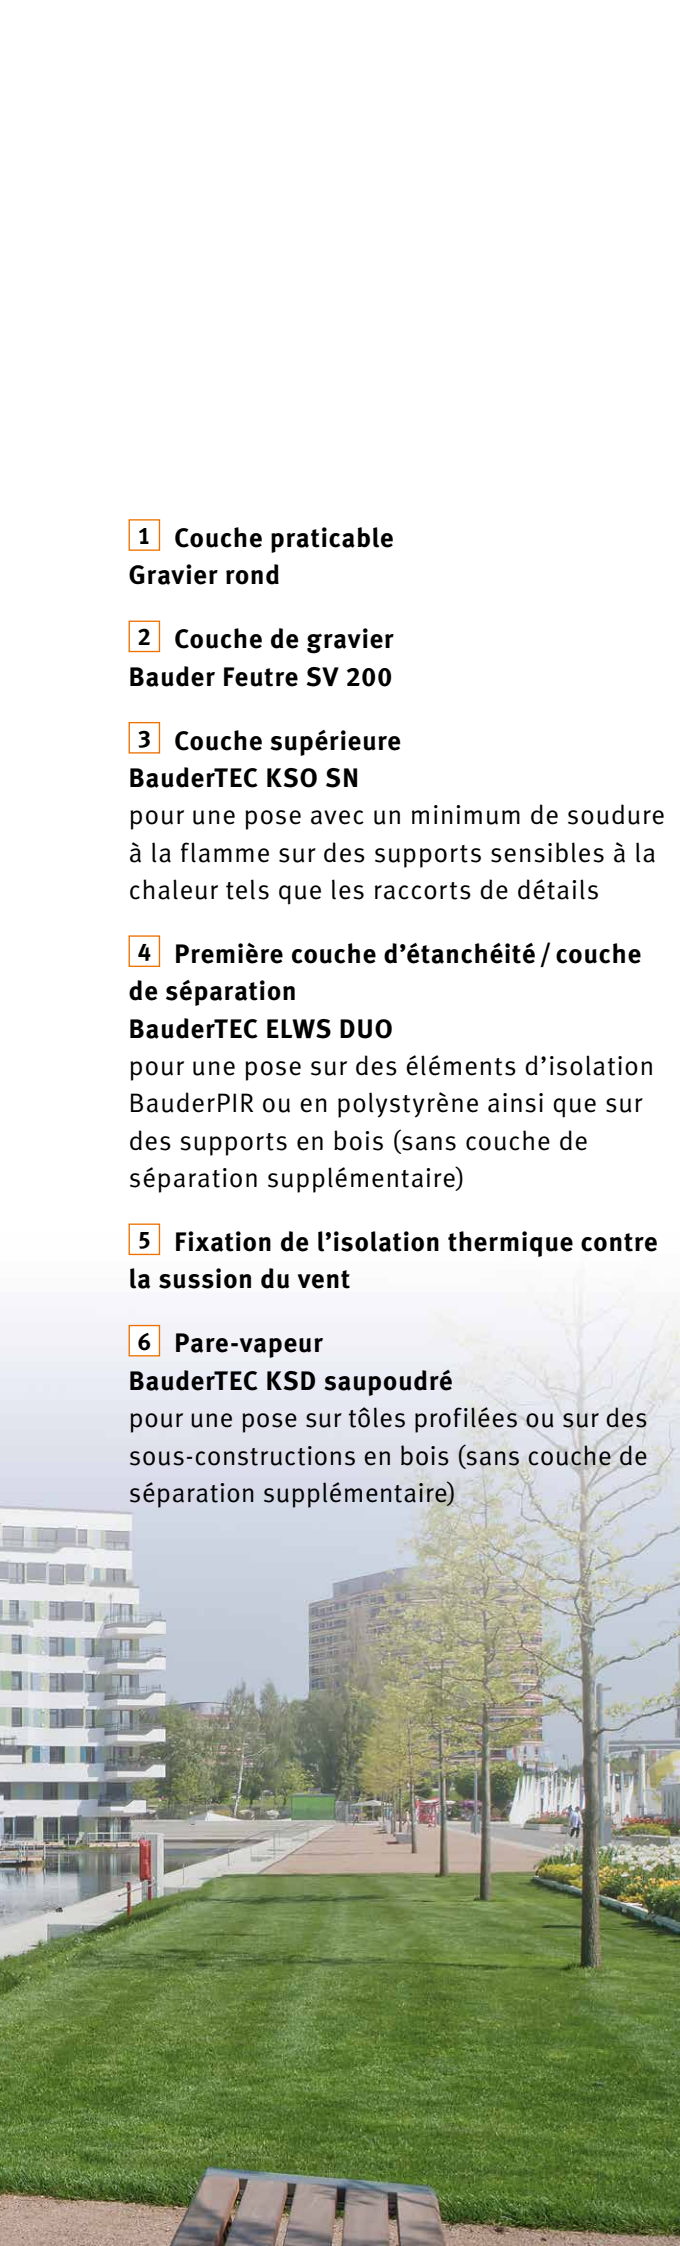 1 Couche praticable
Gravier rond
2 Couche de gravier
Bauder Feutre SV 200
3 Couche supérieure
BauderTEC KSO SN
pour une pose avec un minimum de soudure
à la flamme sur des supports sensibles à la
chaleur tels que les raccorts de détails
4 Première couche d’étanchéité / couche
de séparation
BauderTEC ELWS DUO
pour une pose sur des éléments d’isolation
BauderPIR ou en polystyrène ainsi que sur
des supports en bois (sans couche de
séparation supplémentaire)
5 Fixation de l’isolation thermique contre
la sussion du vent
6 Pare-vapeur
BauderTEC KSD saupoudré
pour une pose sur tôles profilées ou sur des
sous-constructions en bois (sans couche de
séparation supplémentaire)